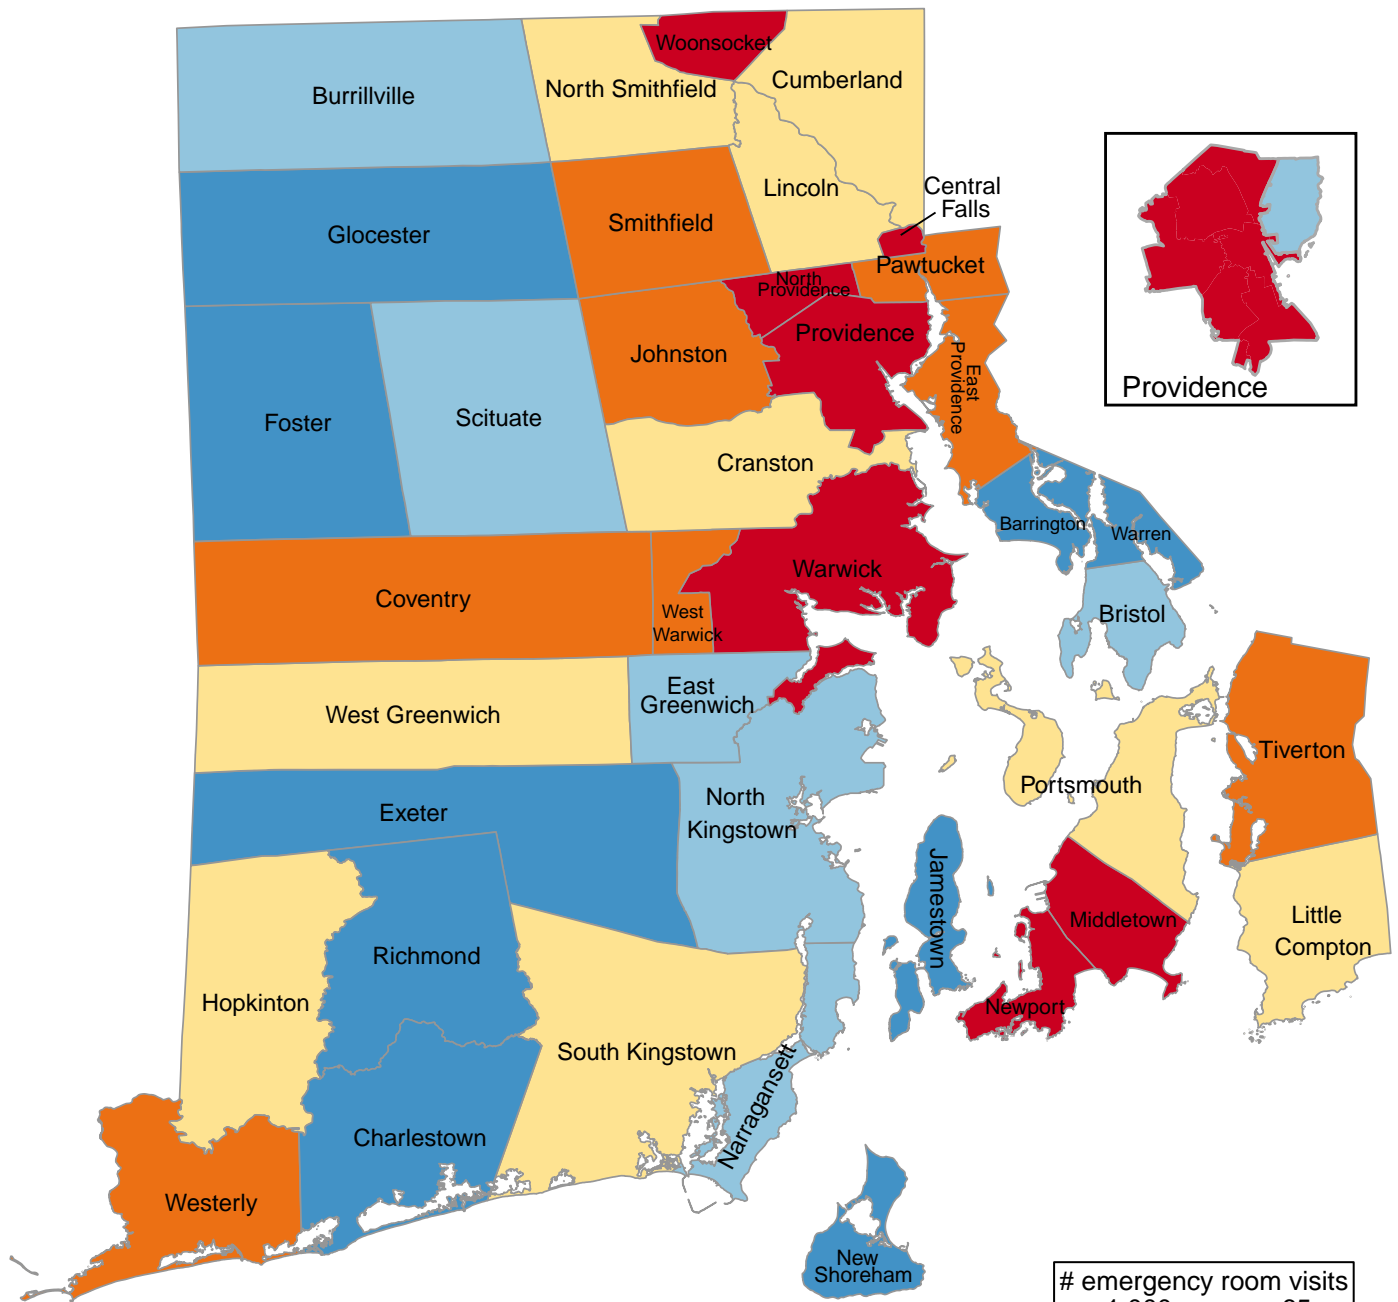 Woonsocket
Burrillville
North Smithfield
Cumberland
Lincoln
Central
Falls
Glocester
Smithfield
Pawtucket
North
Providence
Providence
Johnston
East
Providence
Foster
Scituate
Cranston
Providence
Barrington
Warren
Warwick
Coventry
West
Warwick
Bristol
East
Greenwich
West Greenwich
Tiverton
Portsmouth
North
Kingstown
Exeter
Jamestown
Middletown
Little
Compton
Richmond
Hopkinton
Newport
South Kingstown
Narragansett
Charlestown
Westerly
New
Shoreham
# emergency room visits